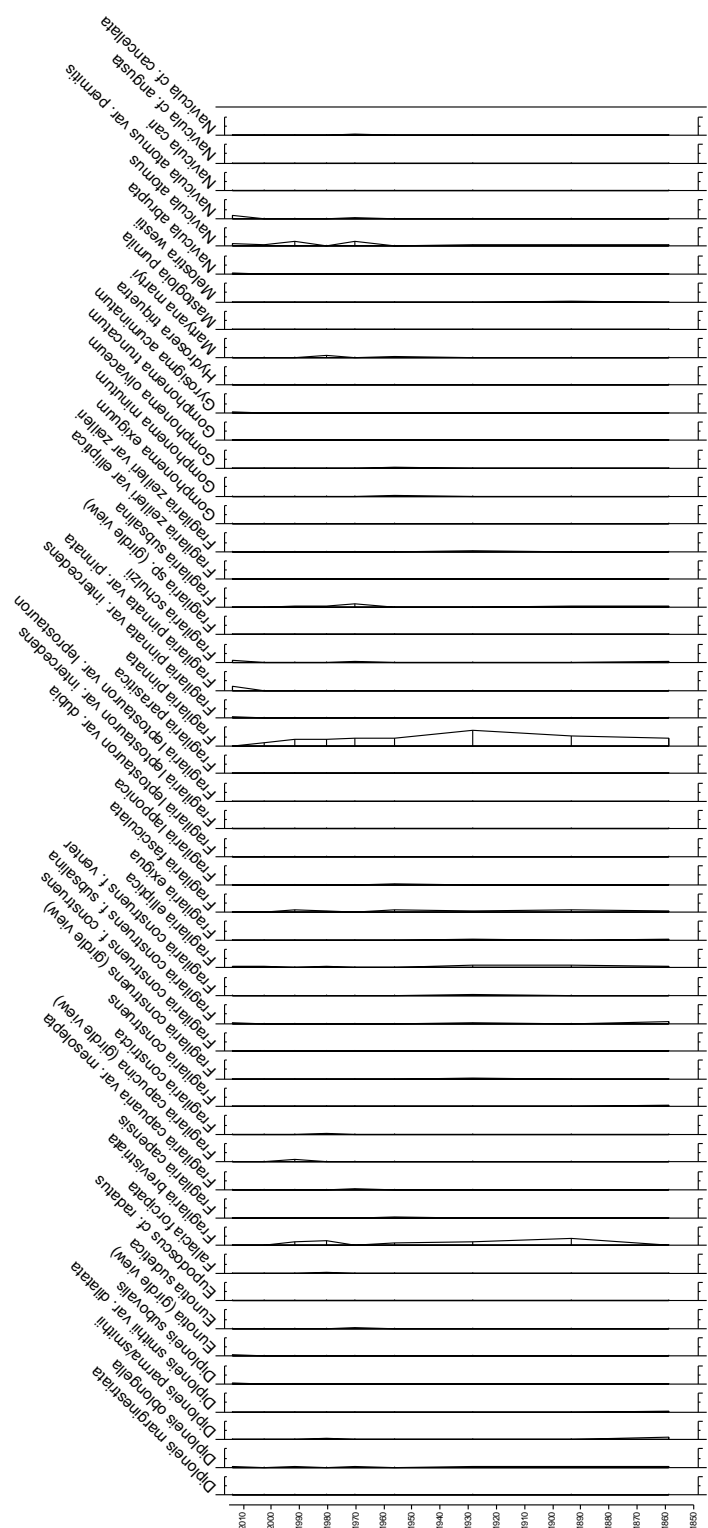 Navicula cf. cancellata
Navicula cf. angusta
Navicula cari
Navicula atomus var. permitis
Navicula atomus
Navicula abrupta
Melostira westii
Mastogloia pumila
Martyana martyi
Hydrosera triquetra
Gyrosigma acuminatum
Gomphonema truncatum
Gomphonema olivaceum
Gomphonema minutum
Gomphonema exiguum
Fragilaria zeilleri var zeilleri
Fragilaria zeilleri var elliptica
Fragilaria subsalina
Fragilaria sp. (girdle view)
Fragilaria schulzii
Fragilaria pinnata var. pinnata
Fragilaria pinnata var. intercedens
Fragilaria pinnata
Fragilaria parasitica
Fragilaria leptostauron var. leprostauron
Fragilaria leptostauron var. intercedens
Fragilaria leptostauron var. dubia
Fragilaria lapponica
Fragilaria fasciculata
Fragilaria exigua
Fragilaria elliptica
Fragilaria construens f. venter
Fragilaria construens f. subsalina
Fragilaria construens f. construens
Fragilaria construens (girdle view)
Fragilaria construens
Fragilaria constricta
Fragilaria capucina (girdle view)
Fragilaria capuaria var. mesolepta
Fragilaria capensis
Fragilaria brevistriata
Fallacia forcipata
Eupodoscus cf. radatus
Eunotia sudetica
Eunotia (girdle view)
Diploneis subovalis
Diploneis smithii var. dilatata
Diploneis parma/smithii
Diploneis oblongella
Diploneis marginestriata
2010
2000
1990
1980
1970
1960
1950
1940
1930
1920
1910
1900
1890
1880
1870
1860
1850